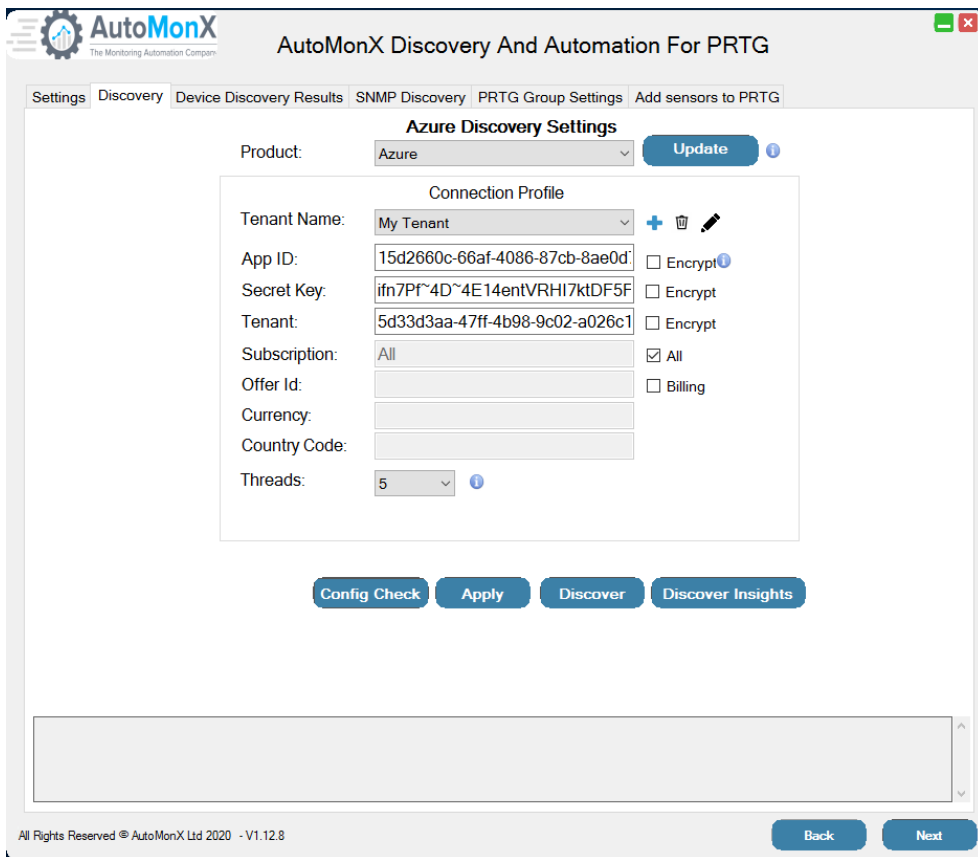 AutoMonX
The Monitoring Automation Company
AutoMonX Discovery And Automation For PRTG
Settings Discovery Device Discovery Results SNMP Discovery PRTG Group Settings Add sensors to PRTG
Azure Discovery Settings
Product: Azure Update
Connection Profile
Tenant Name: My Tenant
App ID: 15d2660c-66af-4086-87cb-8ae0d7 Encrypt
Secret Key: ifn7Pf~4D~4E14entVRHI7ktDF5F Encrypt
Tenant: 5d33d3aa-47ff-4b98-9c02-a026c1 Encrypt
Subscription: All All
Offer Id: Billing
Currency:
Country Code:
Threads: 5
Config Check Apply Discover Discover Insights
All Rights Reserved © AutoMonX Ltd 2020 - V1.12.8
Back Next